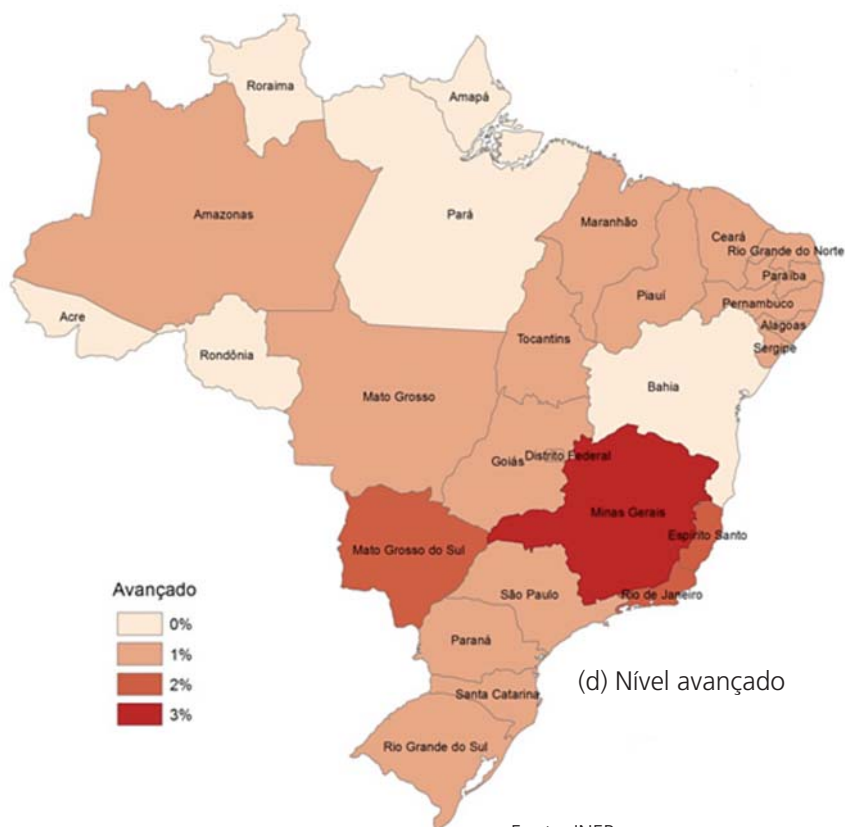 Roraima
Amapá
Amazonas
Pará
Maranhão
Ceará
Rio Grande do Norte
Paraíba
Piauí
Pernambuco
Alagoas
Sergipe
Acre
Rondônia
Tocantins
Mato Grosso
Bahia
Goiás
Distrito Federal
Minas Gerais
Espírito Santo
Mato Grosso do Sul
São Paulo
Rio de Janeiro
Paraná
Santa Catarina
Rio Grande do Sul
Avançado
0%
1%
2%
3%
(d) Nível avançado